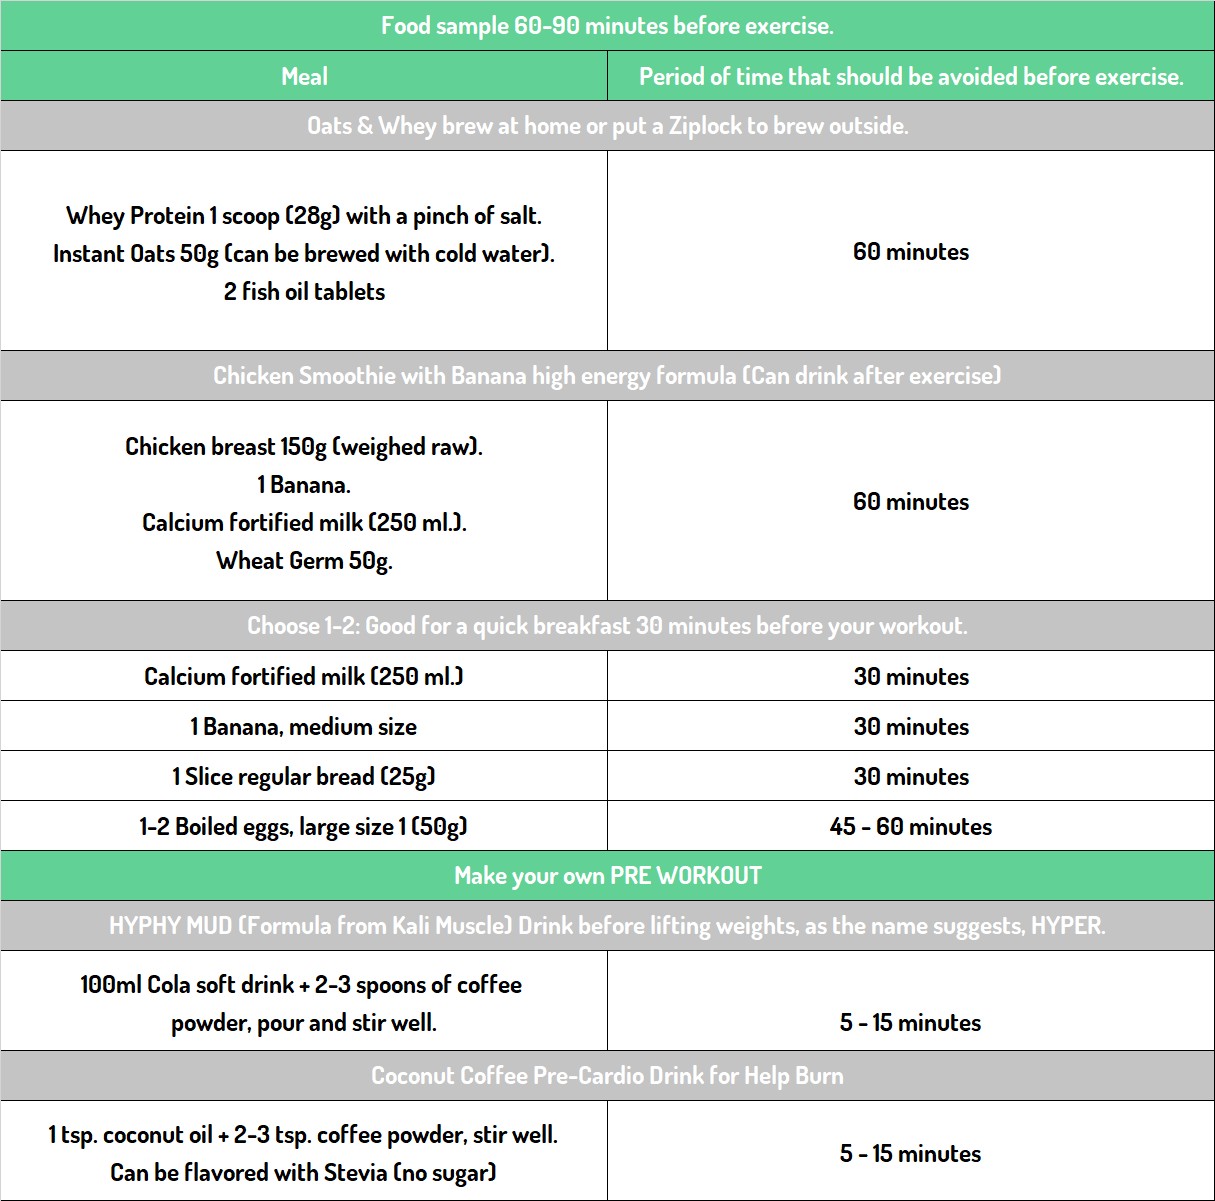 Food sample 60-90 minutes before exercise.
Meal
Period of time that should be avoided before exercise.
Oats & Whey brew at home or put a Ziplock to brew outside.
Whey Protein 1 scoop (28g) with a pinch of salt.
Instant Oats 50g (can be brewed with cold water).
2 fish oil tablets
60 minutes
Chicken Smoothie with Banana high energy formula (Can drink after exercise)
Chicken breast 150g (weighed raw).
1 Banana.
Calcium fortified milk (250 ml.).
Wheat Germ 50g.
60 minutes
Choose 1-2: Good for a quick breakfast 30 minutes before your workout.
Calcium fortified milk (250 ml.)
30 minutes
1 Banana, medium size
30 minutes
1 Slice regular bread (25g)
30 minutes
1-2 Boiled eggs, large size 1 (50g)
45 - 60 minutes
Make your own PRE WORKOUT
HYPHY MUD (Formula from Kali Muscle) Drink before lifting weights, as the name suggests, HYPER.
100ml Cola soft drink + 2-3 spoons of coffee
powder, pour and stir well.
5 - 15 minutes
Coconut Coffee Pre-Cardio Drink for Help Burn
1 tsp. coconut oil + 2-3 tsp. coffee powder, stir well.
Can be flavored with Stevia (no sugar)
5 - 15 minutes